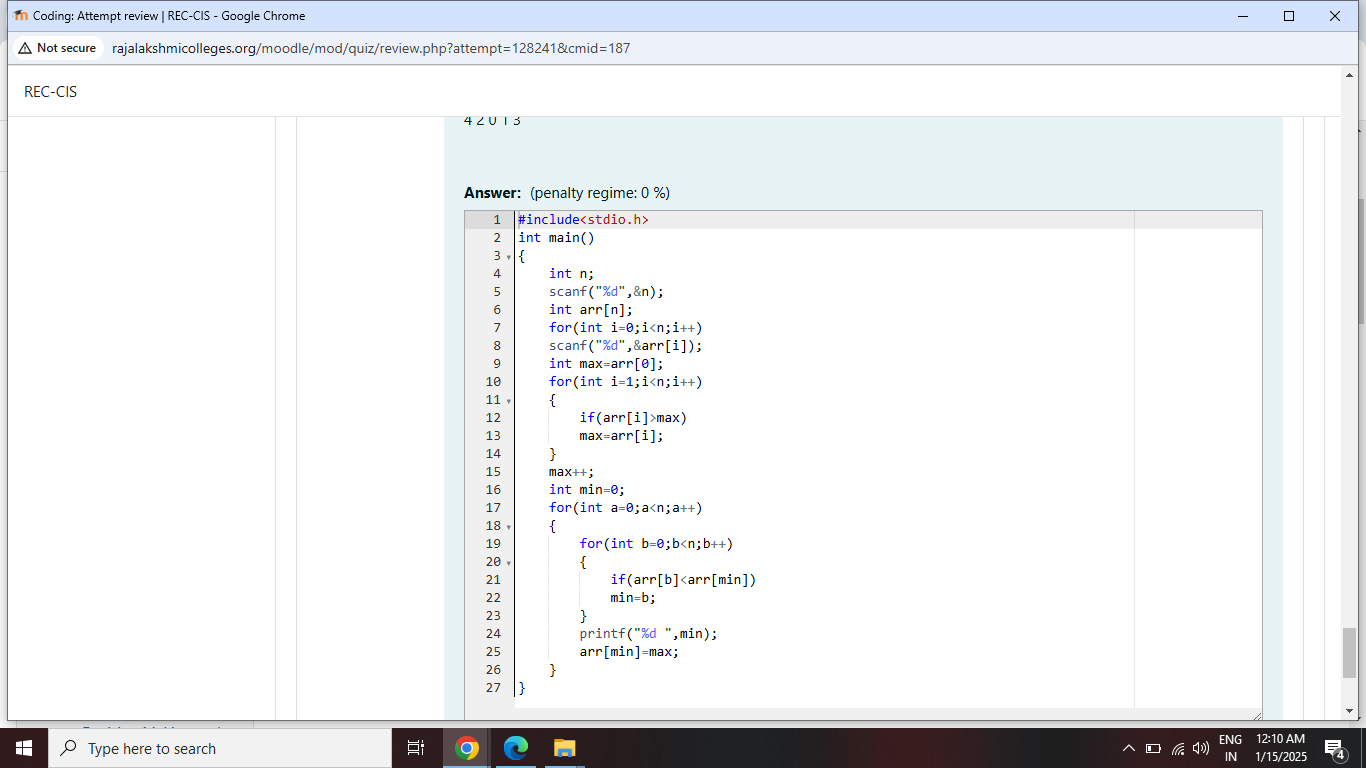 Coding: Attempt review | REC-CIS - Google Chrome
Not secure rajalakshmicolleges.org/moodle/mod/quiz/review.php?attempt=128241&cmid=187
REC-CIS
4 2 0 1 3
Answer: (penalty regime: 0 %)
1 #include<stdio.h>
2 int main()
3 {
4 int n;
5 scanf("%d",&n);
6 int arr[n];
7 for(int i=0;i<n;i++)
8 scanf("%d",&arr[i]);
9 int max=arr[0];
10 for(int i=1;i<n;i++)
11 {
12 if(arr[i]>max)
13 max=arr[i];
14 }
15 max++;
16 int min=0;
17 for(int a=0;a<n;a++)
18 {
19 for(int b=0;b<n;b++)
20 {
21 if(arr[b]<arr[min])
22 min=b;
23 }
24 printf("%d ",min);
25 arr[min]=max;
26 }
27 }
Type here to search
ENG 12:10 AM
IN 1/15/2025 4